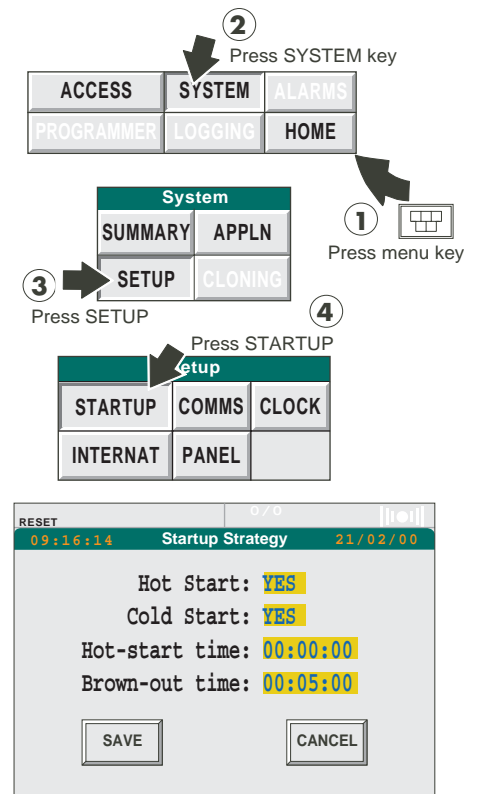 2
Press SYSTEM key
ACCESS SYSTEM ALARMS
PROGRAMMER LOGGING HOME
1
Press menu key
System
SUMMARY APPLN
SETUP CLONING
3
Press SETUP
4
Press STARTUP
etup
STARTUP COMMS CLOCK
INTERNAT PANEL
0/0
RESET
09:16:14 Startup Strategy 21/02/00
Hot Start: YES
Cold Start: YES
Hot-start time: 00:00:00
Brown-out time: 00:05:00
SAVE CANCEL